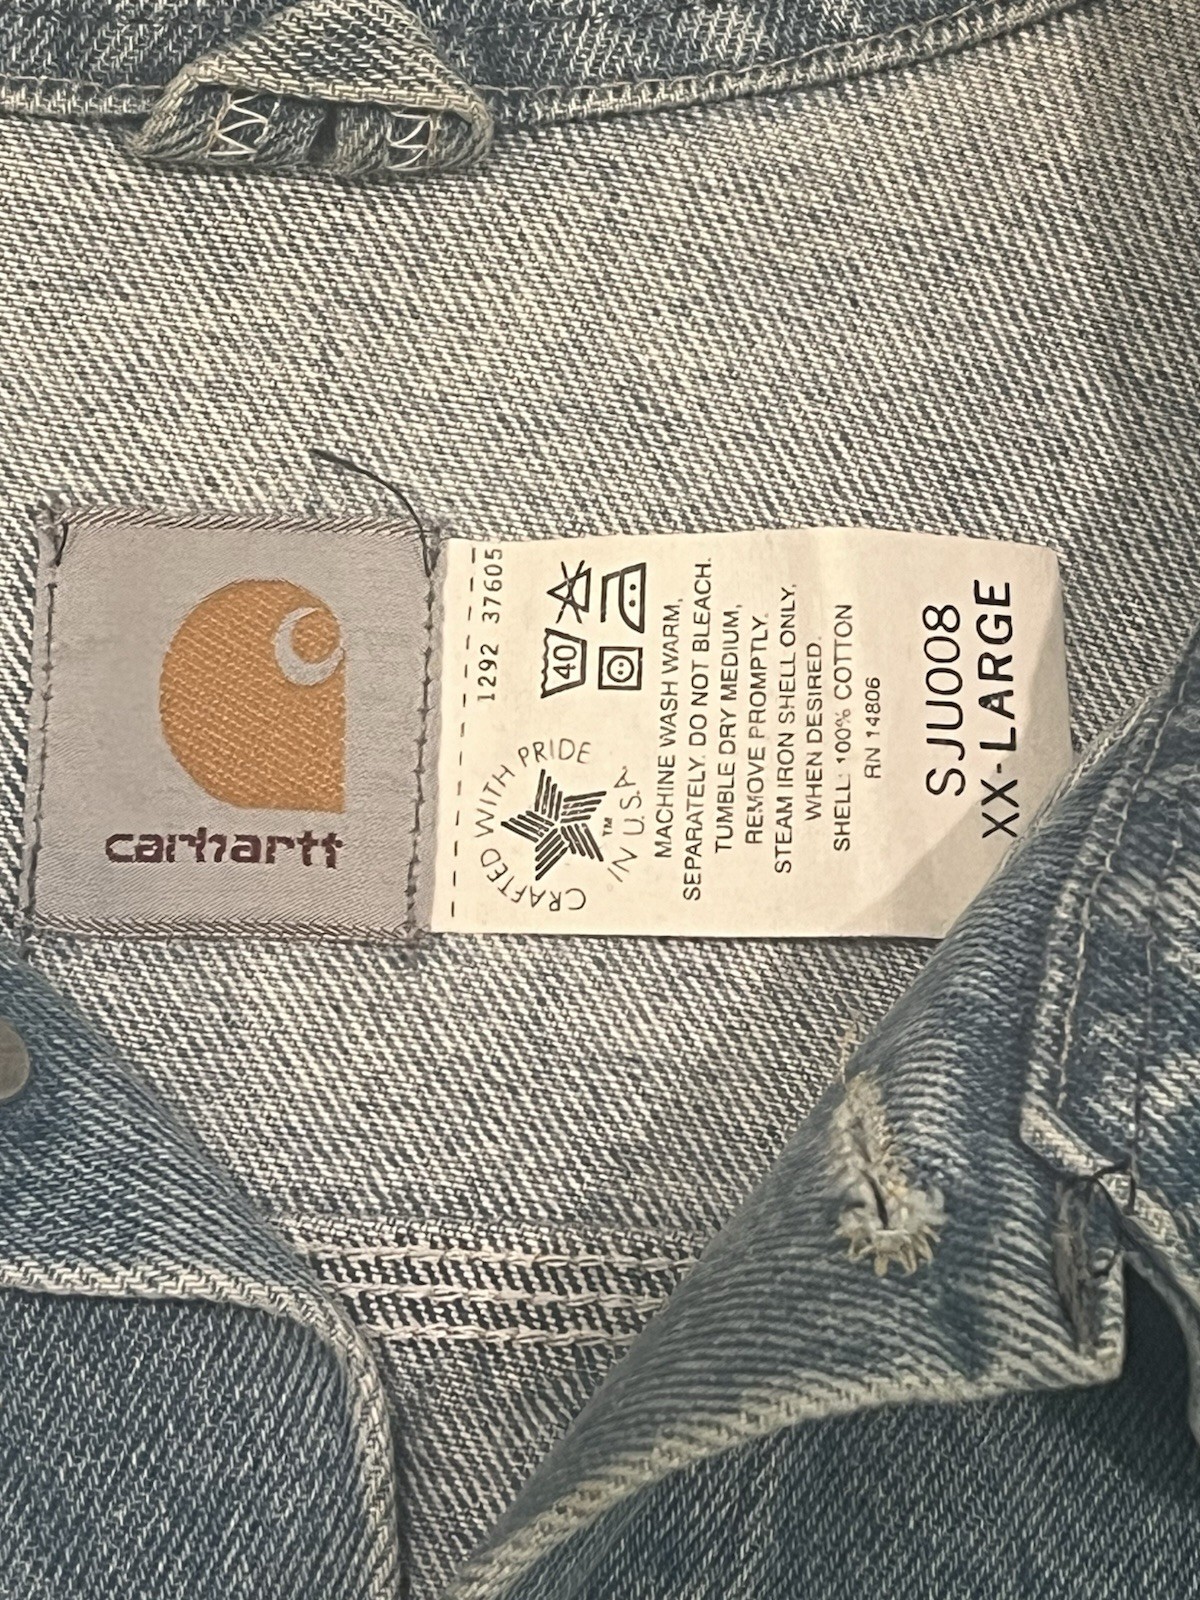 carhartt
1292 37605
CRAFTED WITH PRIDE
IN U.S.A.
™
40
MACHINE WASH WARM,
SEPARATELY. DO NOT BLEACH.
TUMBLE DRY MEDIUM,
REMOVE PROMPTLY.
STEAM IRON SHELL ONLY,
WHEN DESIRED.
SHELL: 100% COTTON
RN 14806
SJU008
XX-LARGE